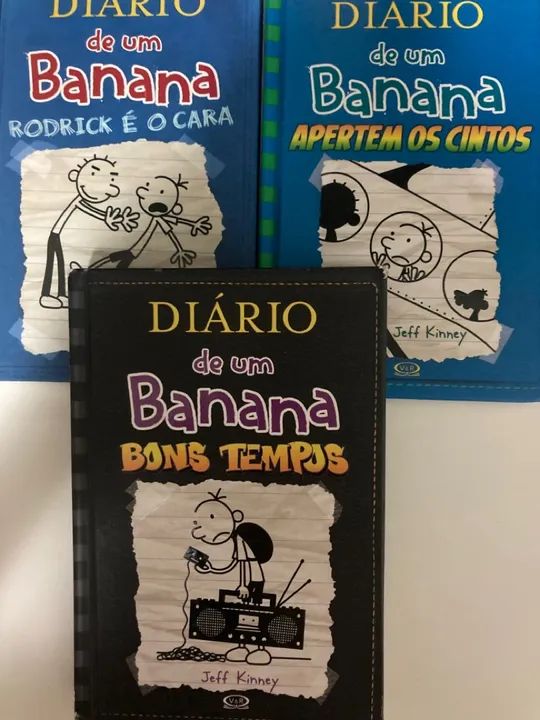 DIÁRIO
de um
Banana
RODRICK É O CARA
DIÁRIO
de um
Banana
APERTEM OS CINTOS
Jeff Kinney
V&R
DIÁRIO
de um
Banana
BONS TEMPOS
Jeff Kinney
V&R